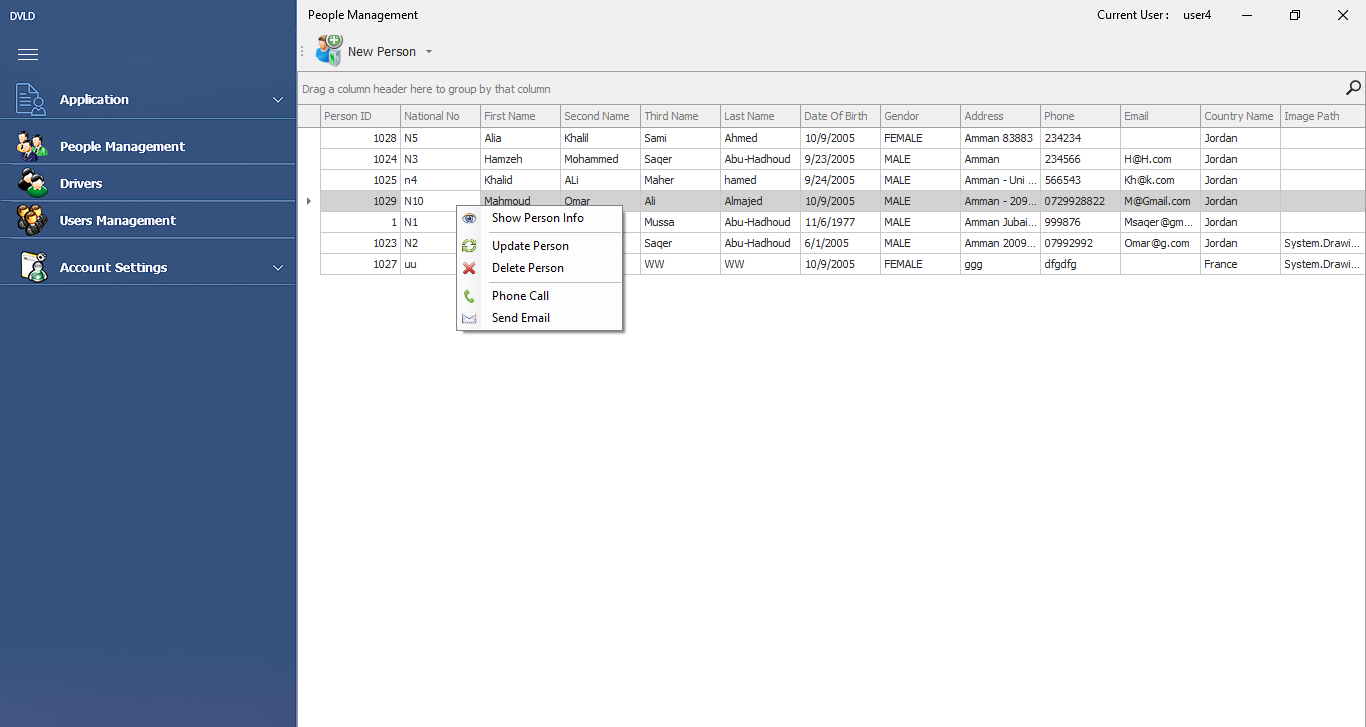 DVLD
People Management
Current User : user4
New Person
Application
People Management
Drivers
Users Management
Account Settings
Drag a column header here to group by that column
Person ID National No First Name Second Name Third Name Last Name Date Of Birth Gendor Address Phone Email Country Name Image Path
1028 N5 Alia Khalil Sami Ahmed 10/9/2005 FEMALE Amman 83883 234234 Jordan
1024 N3 Hamzeh Mohammed Saqer Abu-Hadhoud 9/23/2005 MALE Amman 234566 H@H.com Jordan
1025 n4 Khalid ALi Maher hamed 9/24/2005 MALE Amman - Uni ... 566543 Kh@k.com Jordan
1029 N10 Mahmoud Omar Ali Almajed 10/9/2005 MALE Amman - 209... 0729928822 M@Gmail.com Jordan
1 N1 Mussa Abu-Hadhoud 11/6/1977 MALE Amman Jubai... 999876 Msaqer@gm... Jordan
1023 N2 Saqer Abu-Hadhoud 6/1/2005 MALE Amman 2009... 07992992 Omar@g.com Jordan System.Drawi...
1027 uu WW WW 10/9/2005 FEMALE ggg dfgdfg France System.Drawi...
Show Person Info
Update Person
Delete Person
Phone Call
Send Email